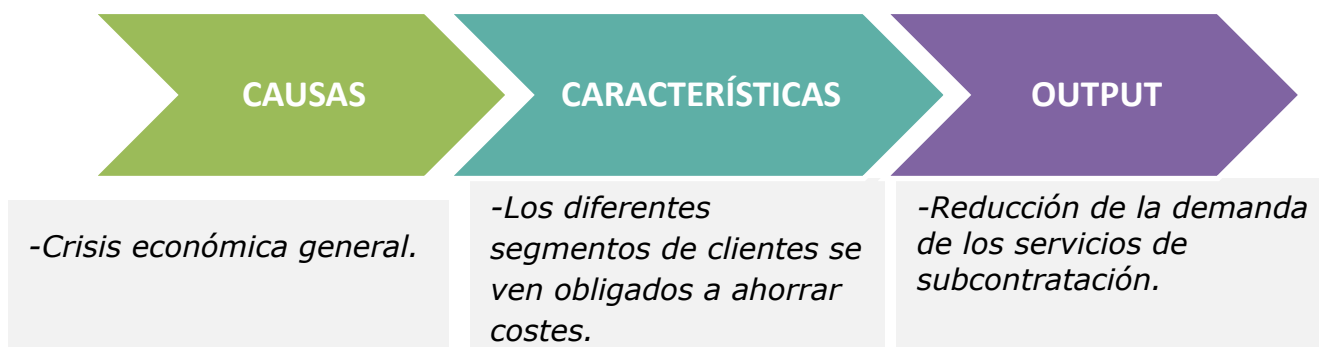 CAUSAS
CARACTERÍSTICAS
OUTPUT
-Crisis económica general.
-Los diferentes
segmentos de clientes se
ven obligados a ahorrar
costes.
-Reducción de la demanda
de los servicios de
subcontratación.